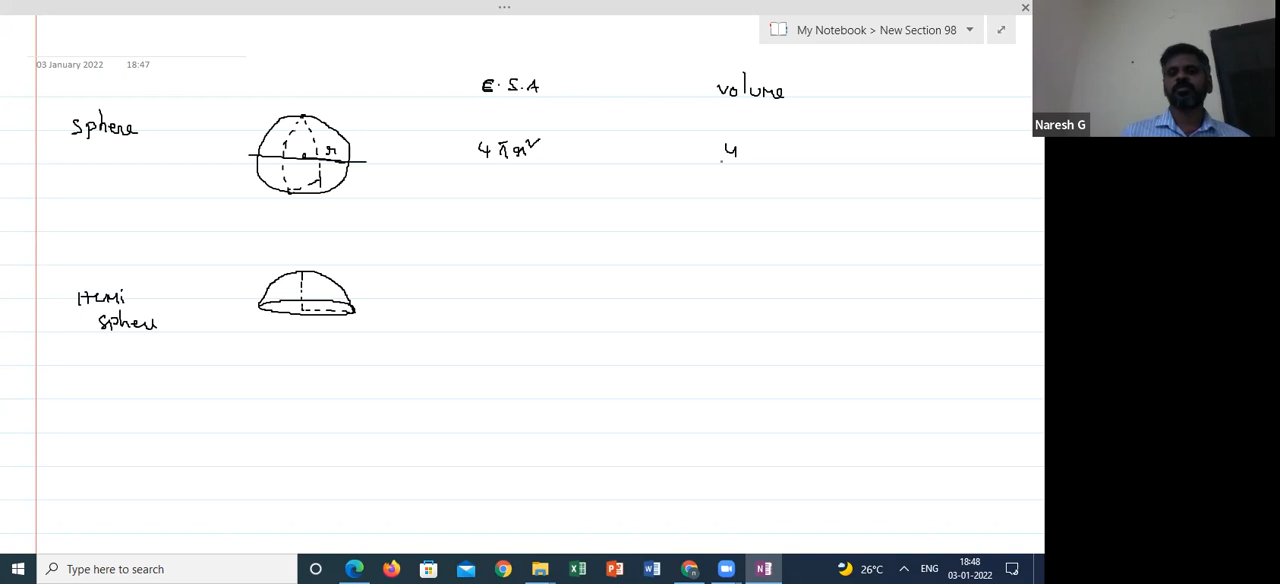 My Notebook > New Section 98
03 January 2022 18:47
E.S.A volume
Sphere r 4πr² 4
Naresh G
Hemi
Sphere
Type here to search
26°C ENG 18:48
03-01-2022